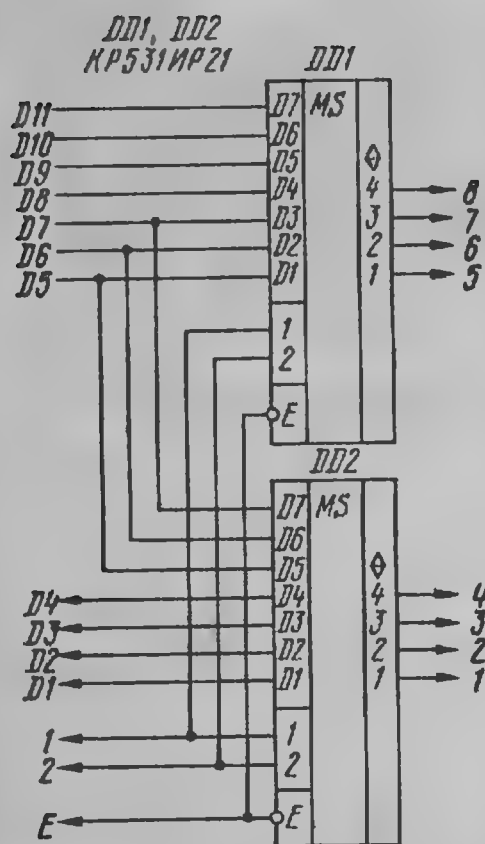 DD1, DD2
КР531ИР21
DD1
D11 D7 MS
D10 D6
D9 D5
D8 D4 4 8
D7 D3 3 7
D6 D2 2 6
D5 D1 1 5
1
2
E
DD2
D7 MS
D6
D5
D4 D4 4 4
D3 D3 3 3
D2 D2 2 2
D1 D1 1 1
1 1
2 2
E E